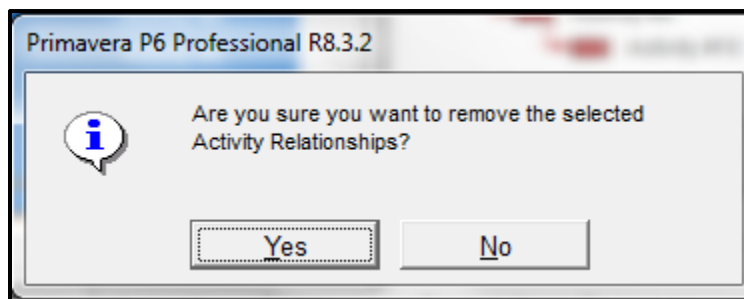 Primavera P6 Professional R8.3.2
Are you sure you want to remove the selected
Activity Relationships?
Yes
No